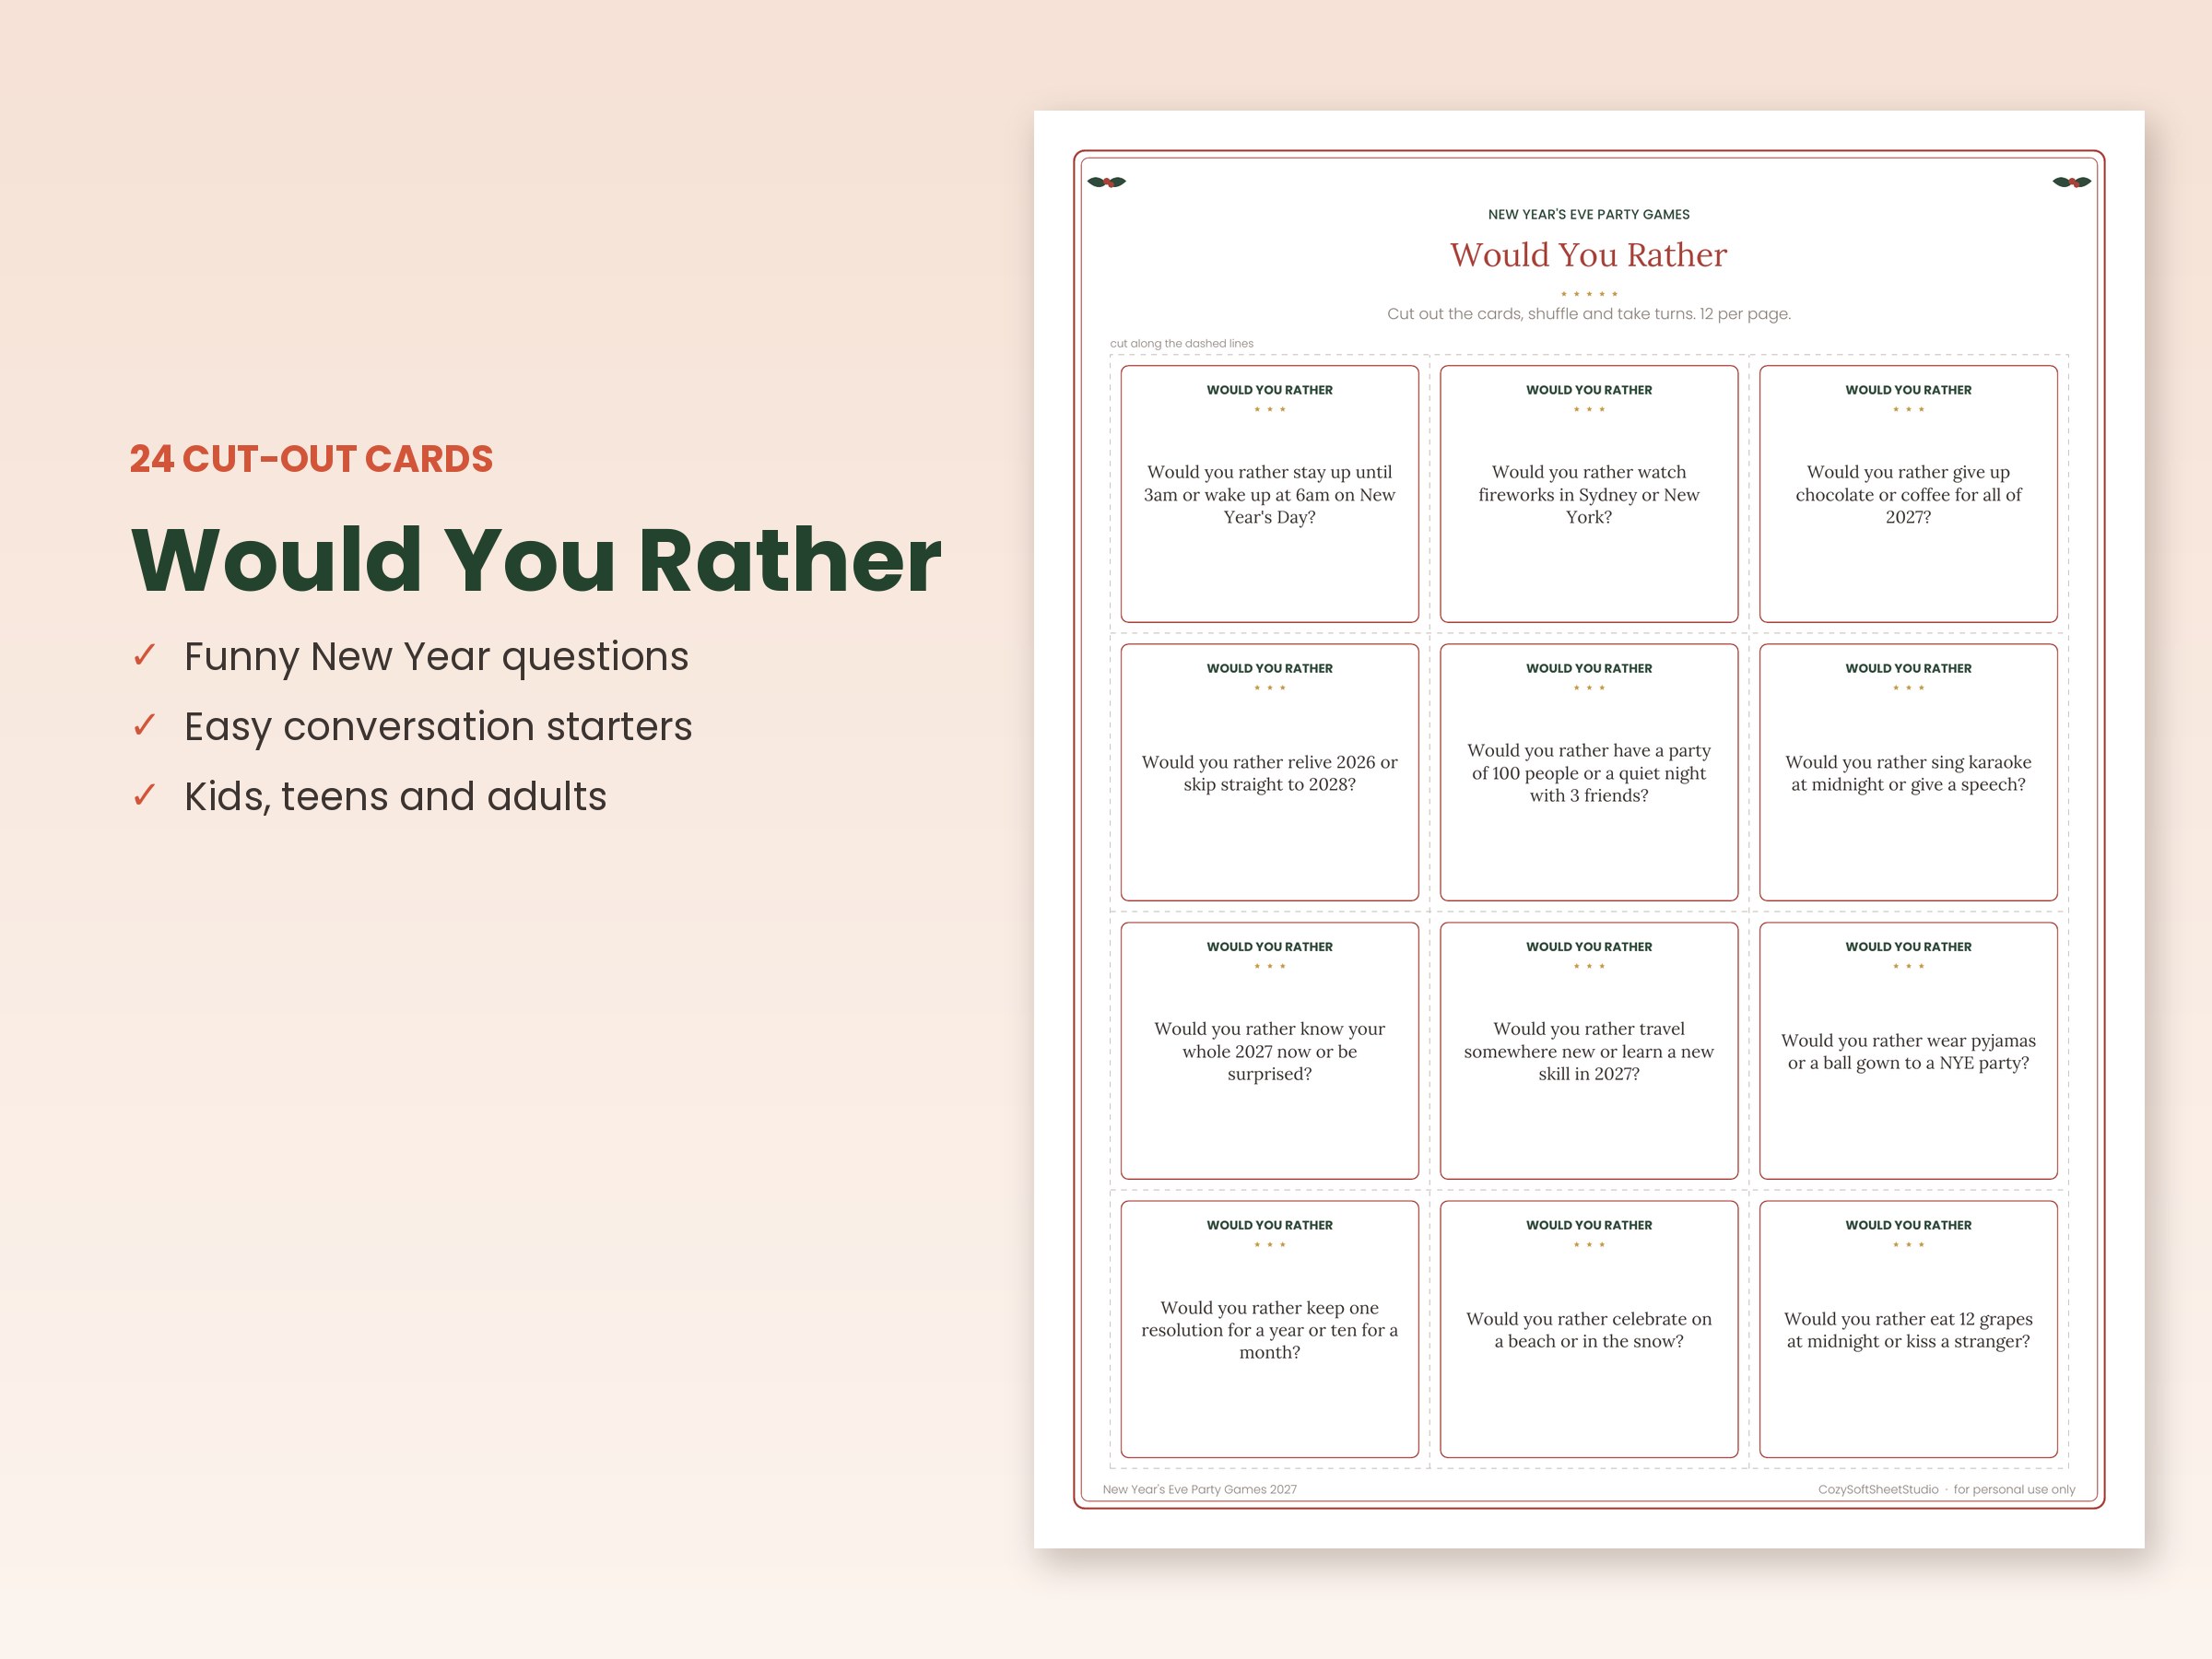 24 CUT-OUT CARDS
Would You Rather
✓ Funny New Year questions
✓ Easy conversation starters
✓ Kids, teens and adults
NEW YEAR'S EVE PARTY GAMES
Would You Rather
Cut out the cards, shuffle and take turns. 12 per page.
cut along the dashed lines
WOULD YOU RATHER
Would you rather stay up until
3am or wake up at 6am on New
Year's Day?
WOULD YOU RATHER
Would you rather watch
fireworks in Sydney or New
York?
WOULD YOU RATHER
Would you rather give up
chocolate or coffee for all of
2027?
WOULD YOU RATHER
Would you rather relive 2026 or
skip straight to 2028?
WOULD YOU RATHER
Would you rather have a party
of 100 people or a quiet night
with 3 friends?
WOULD YOU RATHER
Would you rather sing karaoke
at midnight or give a speech?
WOULD YOU RATHER
Would you rather know your
whole 2027 now or be
surprised?
WOULD YOU RATHER
Would you rather travel
somewhere new or learn a new
skill in 2027?
WOULD YOU RATHER
Would you rather wear pyjamas
or a ball gown to a NYE party?
WOULD YOU RATHER
Would you rather keep one
resolution for a year or ten for a
month?
WOULD YOU RATHER
Would you rather celebrate on
a beach or in the snow?
WOULD YOU RATHER
Would you rather eat 12 grapes
at midnight or kiss a stranger?
New Year's Eve Party Games 2027
CozySoftSheetStudio · for personal use only